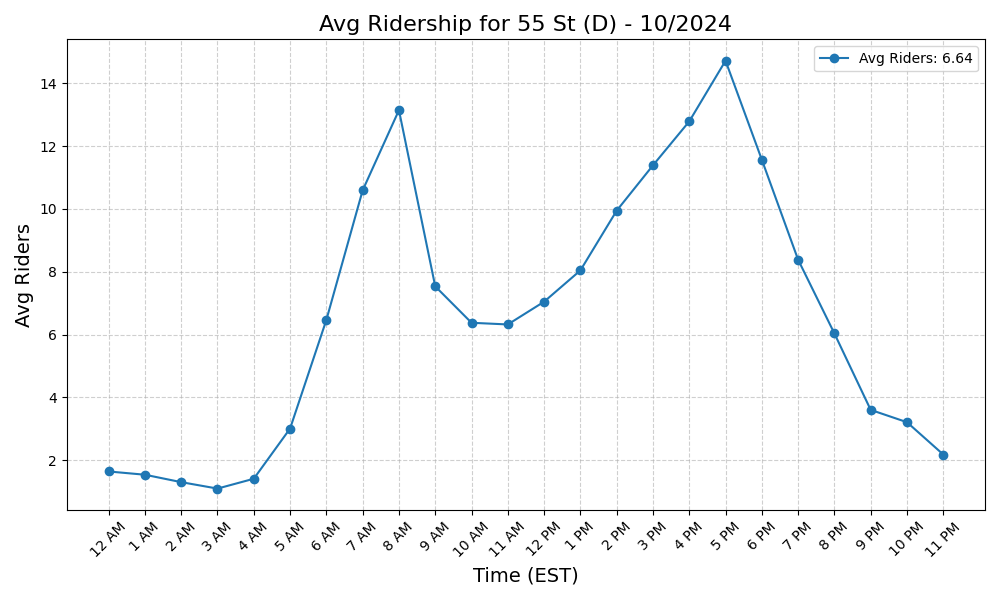 Avg Ridership for 55 St (D) - 10/2024
Avg Riders: 6.64
Avg Riders
14
12
10
8
6
4
2
12 AM
1 AM
2 AM
3 AM
4 AM
5 AM
6 AM
7 AM
8 AM
9 AM
10 AM
11 AM
12 PM
1 PM
2 PM
3 PM
4 PM
5 PM
6 PM
7 PM
8 PM
9 PM
10 PM
11 PM
Time (EST)